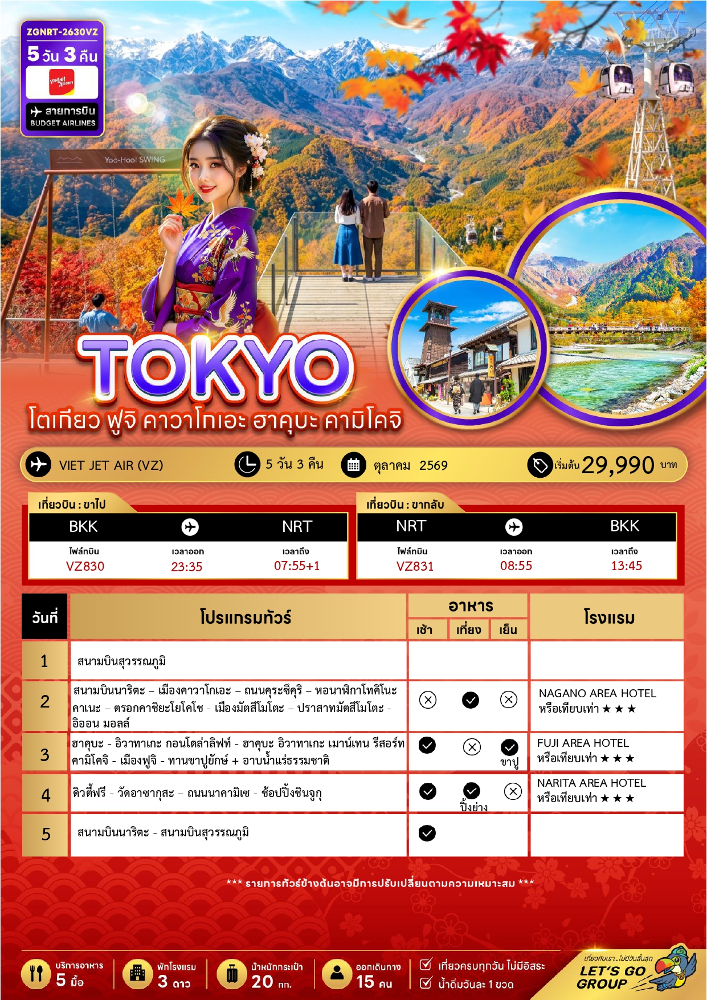 ZGNRT-2630VZ
5 วัน 3 คืน
vietjet
Air.com
สายการบิน
BUDGET AIRLINES
Yoo-Hoo! SWING
TOKYO
โตเกียว ฟูจิ คาวาโกเอะ ฮาคุบะ คามิโคจิ
VIET JET AIR (VZ) 5 วัน 3 คืน ตุลาคม 2569 เริ่มต้น 29,990 บาท
เที่ยวบิน : ขาไป
BKK NRT
ไฟล์ทบิน เวลาออก เวลาถึง
VZ830 23:35 07:55+1
เที่ยวบิน : ขากลับ
NRT BKK
ไฟล์ทบิน เวลาออก เวลาถึง
VZ831 08:55 13:45
วันที่ โปรแกรมทัวร์ อาหาร โรงแรม
เช้า เที่ยง เย็น
1 สนามบินสุวรรณภูมิ
2 สนามบินนาริตะ – เมืองคาวาโกเอะ – ถนนคุระซึคุริ – หอนาฬิกาโทคิโนะ
คาเนะ – ตรอกคาชิยะโยโคโช - เมืองมัตสึโมโตะ – ปราสาทมัตสึโมโตะ -
อิออน มอลล์
NAGANO AREA HOTEL
หรือเทียบเท่า ★ ★ ★
3 ฮาคุบะ - อิวาทาเกะ กอนโดล่าลิฟท์ - ฮาคุบะ อิวาทาเกะ เมาน์เทน รีสอร์ท
คามิโคจิ - เมืองฟูจิ - ทานขาปูยักษ์ + อาบน้ำแร่ธรรมชาติ
ขาปู
FUJI AREA HOTEL
หรือเทียบเท่า ★ ★ ★
4 ดิวตี้ฟรี - วัดอาซากุสะ – ถนนนาคามิเซ - ช้อปปิ้งชินจูกุ
ปิ้งย่าง
NARITA AREA HOTEL
หรือเทียบเท่า ★ ★ ★
5 สนามบินนาริตะ - สนามบินสุวรรณภูมิ
*** รายการทัวร์ข้างต้นอาจมีการปรับเปลี่ยนตามความเหมาะสม ***
บริการอาหาร
5 มื้อ
พักโรงแรม
3 ดาว
น้ำหนักกระเป๋า
20 กก.
ออกเดินทาง
15 คน
เที่ยวครบทุกวัน ไม่มีอิสระ
น้ำดื่มวันละ 1 ขวด
เที่ยวกับเรา...ไม่มีวันสิ้นสุด
LET'S GO
GROUP